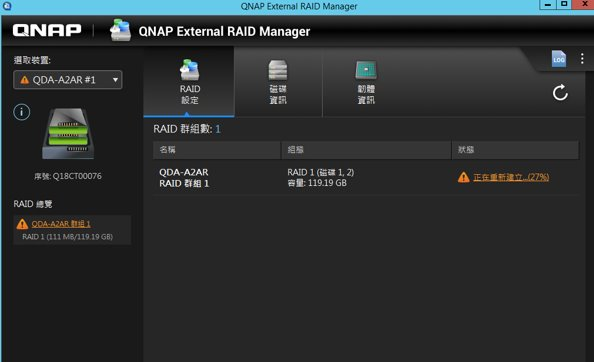 QNAP External RAID Manager
QNAP | QNAP External RAID Manager
LOG
選取裝置:
QDA-A2AR #1
序號: Q18CT00076
RAID 總覽
QDA-A2AR 群組 1
RAID 1 (111 MB/119.19 GB)
RAID
設定
磁碟
資訊
韌體
資訊
RAID 群組數: 1
名稱 組態 狀態
QDA-A2AR RAID 1 (磁碟 1, 2) 正在重新建立...(27%)
RAID 群組 1 容量: 119.19 GB